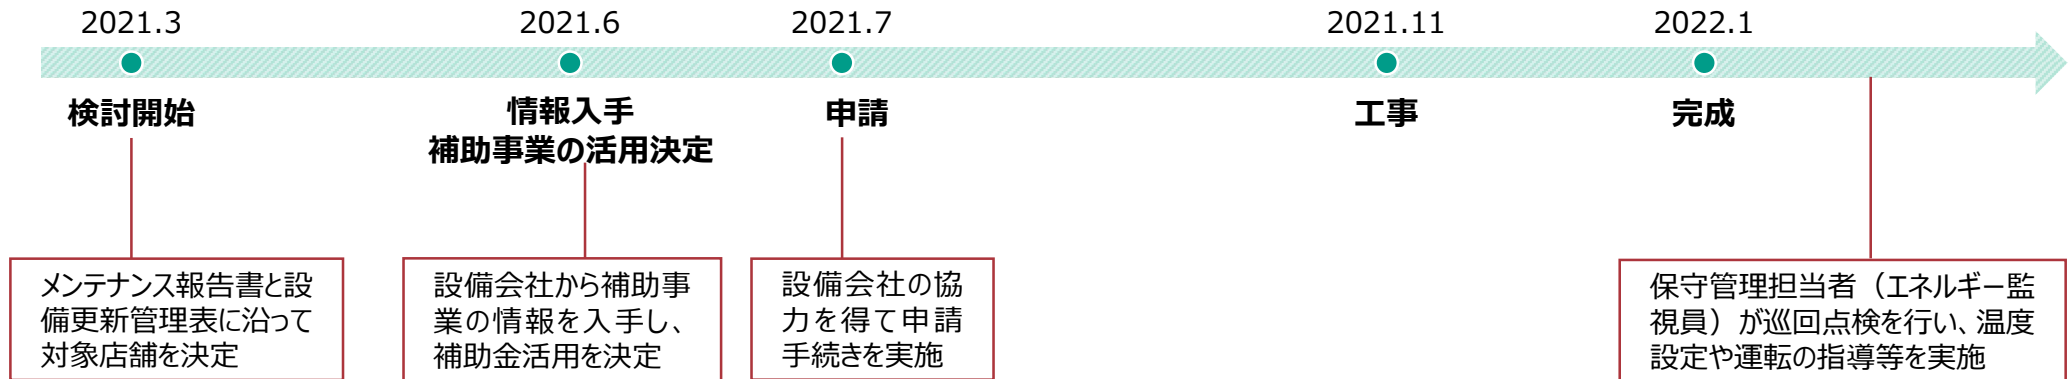 2021.3
2021.6
2021.7
2021.11
2022.1
検討開始
情報入手
補助事業の活用決定
申請
工事
完成
メンテナンス報告書と設
備更新管理表に沿って
対象店舗を決定
設備会社から補助事
業の情報を入手し、
補助金活用を決定
設備会社の協
力を得て申請
手続きを実施
保守管理担当者（エネルギー監
視員）が巡回点検を行い、温度
設定や運転の指導等を実施